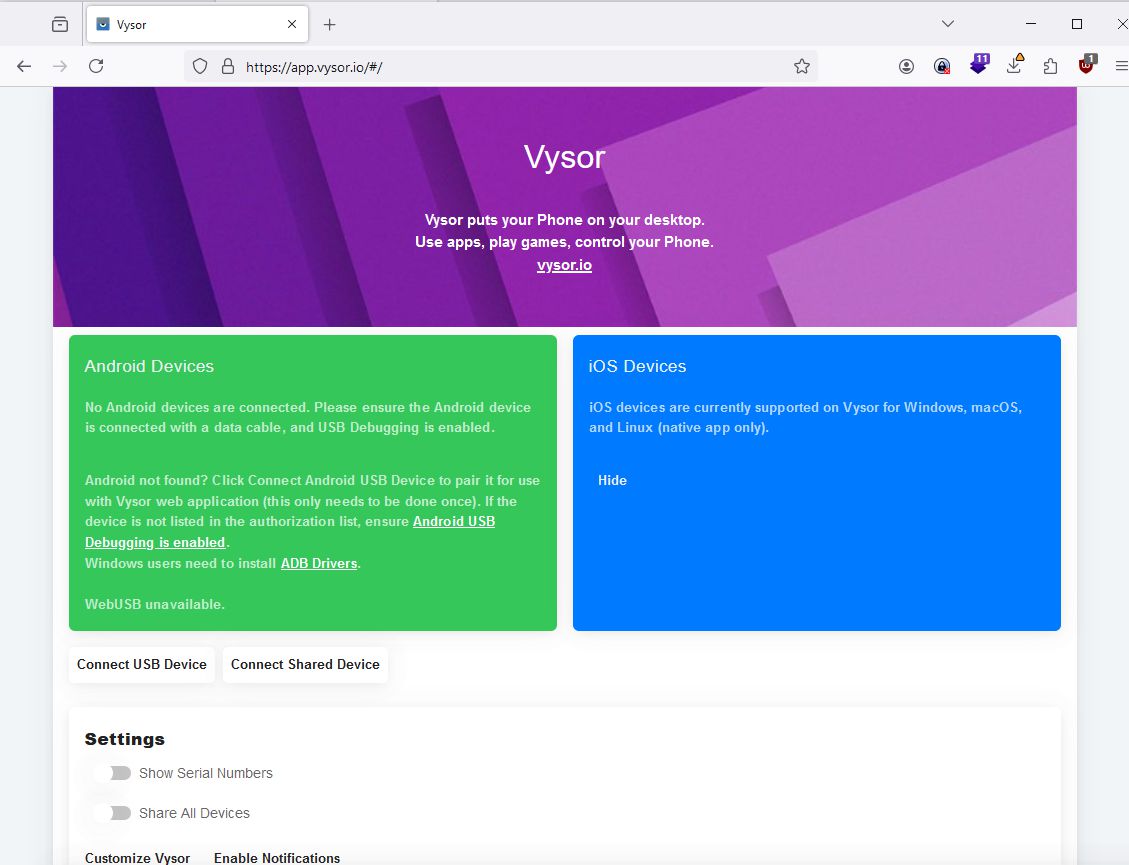 Vysor
https://app.vysor.io/#/
11
1
Vysor
Vysor puts your Phone on your desktop.
Use apps, play games, control your Phone.
vysor.io
Android Devices
No Android devices are connected. Please ensure the Android device
is connected with a data cable, and USB Debugging is enabled.
Android not found? Click Connect Android USB Device to pair it for use
with Vysor web application (this only needs to be done once). If the
device is not listed in the authorization list, ensure Android USB
Debugging is enabled.
Windows users need to install ADB Drivers.
WebUSB unavailable.
iOS Devices
iOS devices are currently supported on Vysor for Windows, macOS,
and Linux (native app only).
Hide
Connect USB Device Connect Shared Device
Settings
Show Serial Numbers
Share All Devices
Customize Vysor Enable Notifications